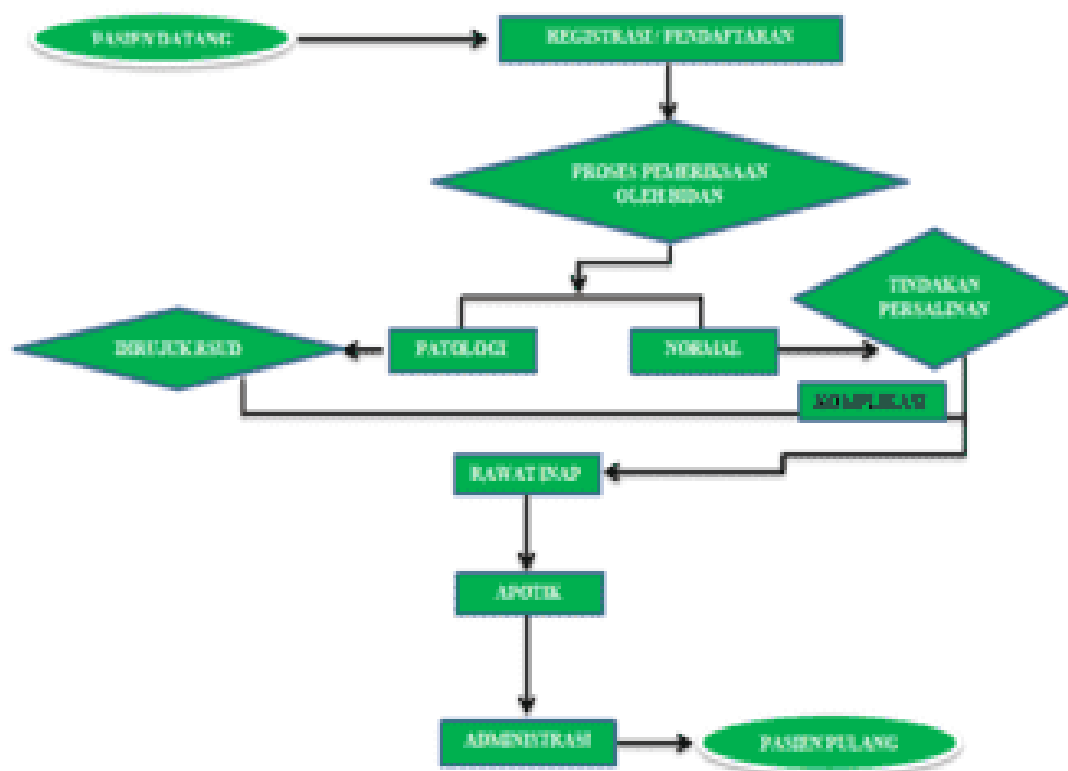 PASIEN DATANG
REGISTRASI / PENDAFTARAN
PROSES PEMERIKSAAN
OLEH BIDAN
TINDAKAN
PERSALINAN
DIRUJUK RSUD
PATOLOGI
NORMAL
KOMPLIKASI
RAWAT INAP
APOTIK
ADMINISTRASI
PASIEN PULANG